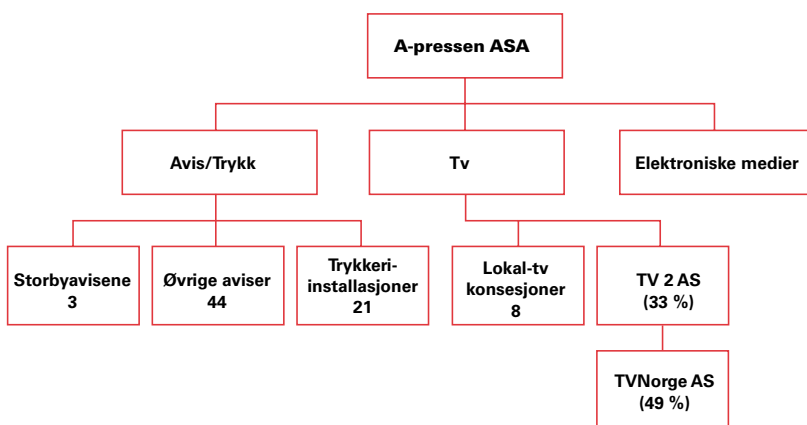 A-pressen ASA
Avis/Trykk
Tv
Elektroniske medier
Storbyavisene
3
Øvrige aviser
44
Trykkeri-
installasjoner
21
Lokal-tv
konsesjoner
8
TV 2 AS
(33 %)
TVNorge AS
(49 %)